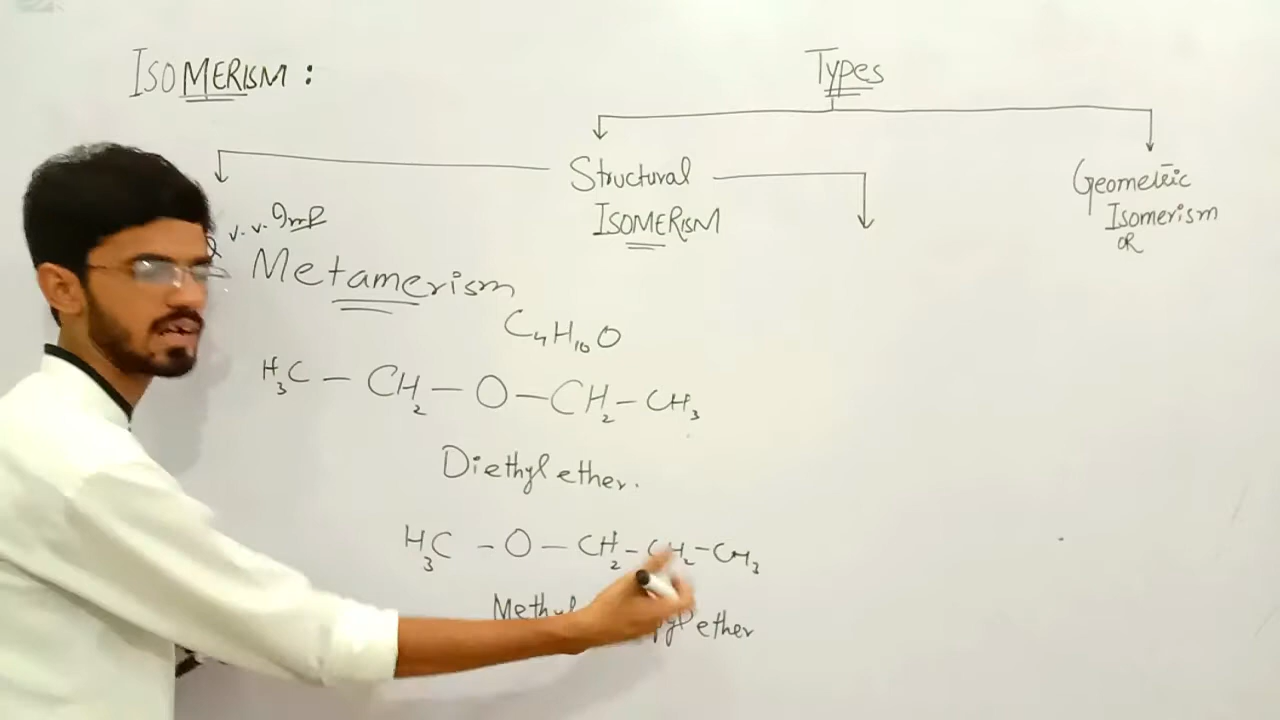 ISOMERISM :
Types
Structural
ISOMERISM
Geometric
Isomerism
OR
v.v. Imp
Metamerism
C₄H₁₀O
H₃C – CH₂ – O – CH₂ – CH₃
Diethyl ether.
H₃C – O – CH₂ – CH₂ – CH₃
ether